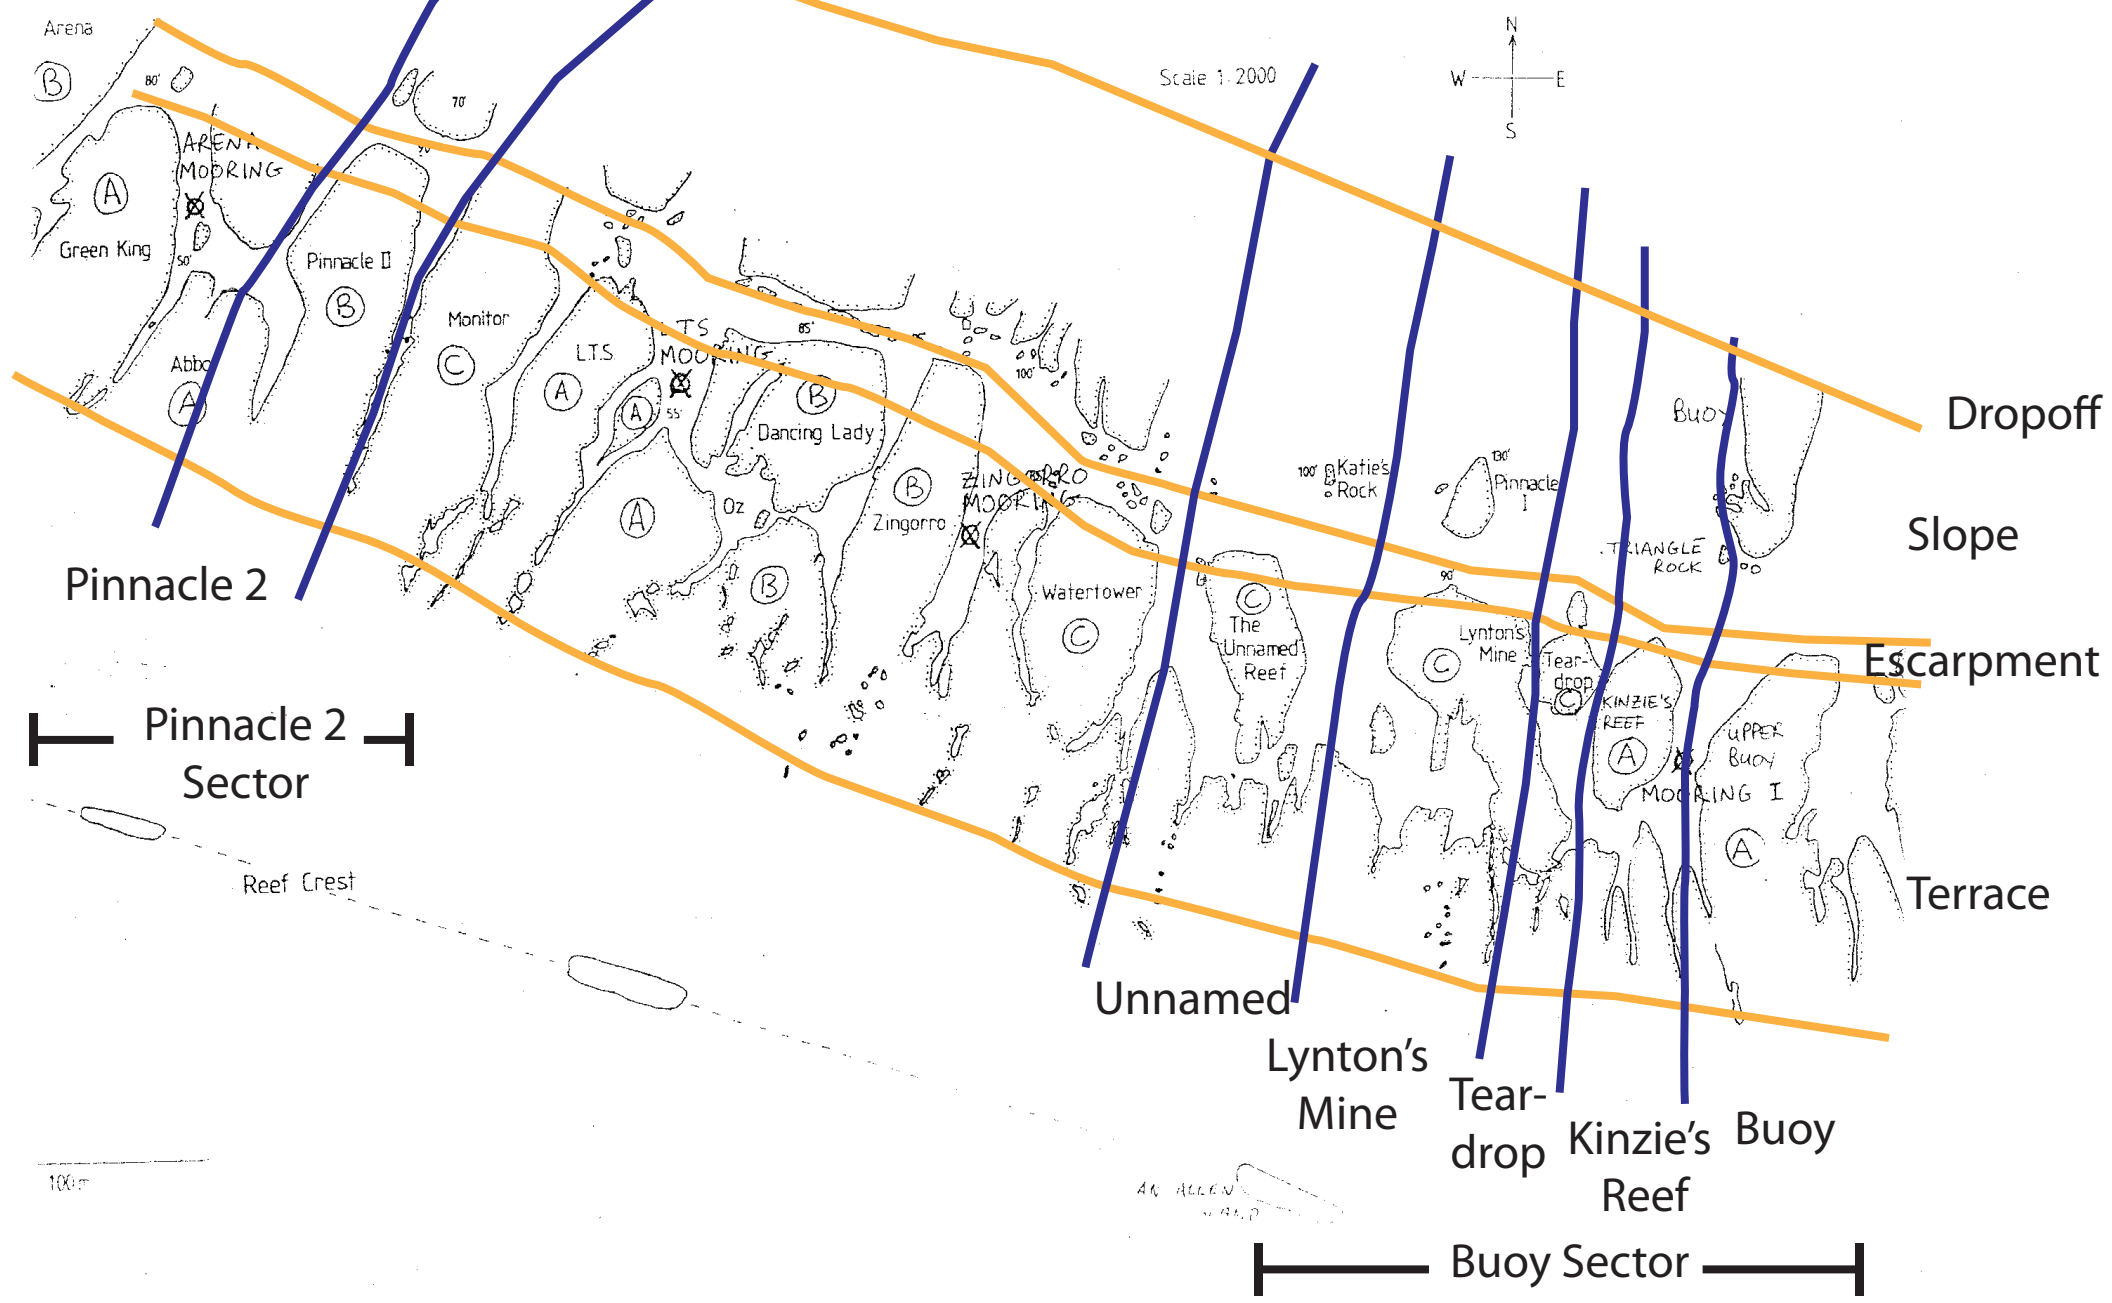 Arena
B
80'
70'
Scale 1:2000
N
W
E
S
ARENA
MOORING
A
Green King
50'
90'
Pinnacle II
B
Monitor
C
Abbo
A
L.T.S.
A
A
LTS
MOORING
55'
85'
B
Dancing Lady
100'
A
Oz
B
B
Zingorro
ZINGORRO
MOORING
Watertower
C
100'
Katie's
Rock
130'
Pinnacle
I
BUOY
TRIANGLE
ROCK
C
The
Unnamed
Reef
90'
Lynton's
Mine
C
Tear-
drop
C
KINZIE'S
REEF
A
UPPER
BUOY
MOORING I
A
Dropoff
Slope
Escarpment
Terrace
Pinnacle 2
Pinnacle 2
Sector
Reef Crest
Unnamed
Lynton's
Mine
Tear-
drop
Kinzie's
Reef
Buoy
100m
AN ALLEN
Buoy Sector